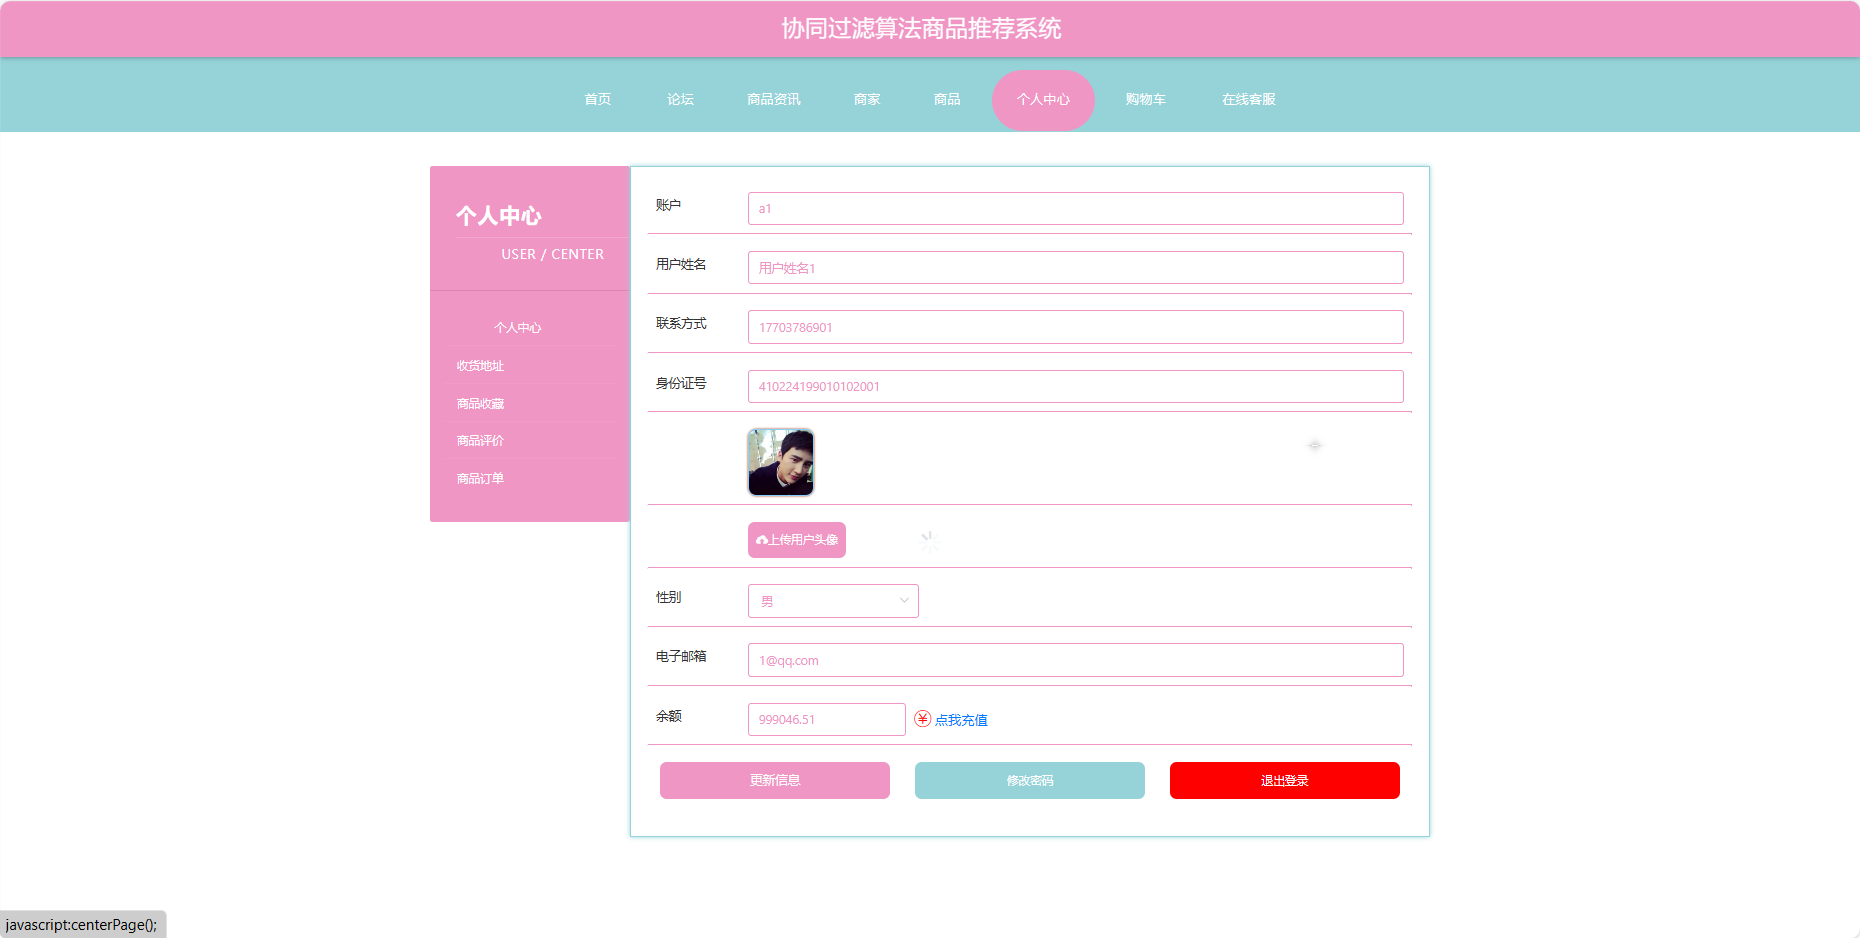 协同过滤算法商品推荐系统
首页 论坛 商品资讯 商家 商品 个人中心 购物车 在线客服
个人中心
USER / CENTER
个人中心
收货地址
商品收藏
商品评价
商品订单
账户 a1
用户姓名 用户姓名1
联系方式 17703786901
身份证号 410224199010102001
上传用户头像
性别 男
电子邮箱 1@qq.com
余额 999046.51 点我充值
更新信息 修改密码 退出登录
javascript:centerPage();